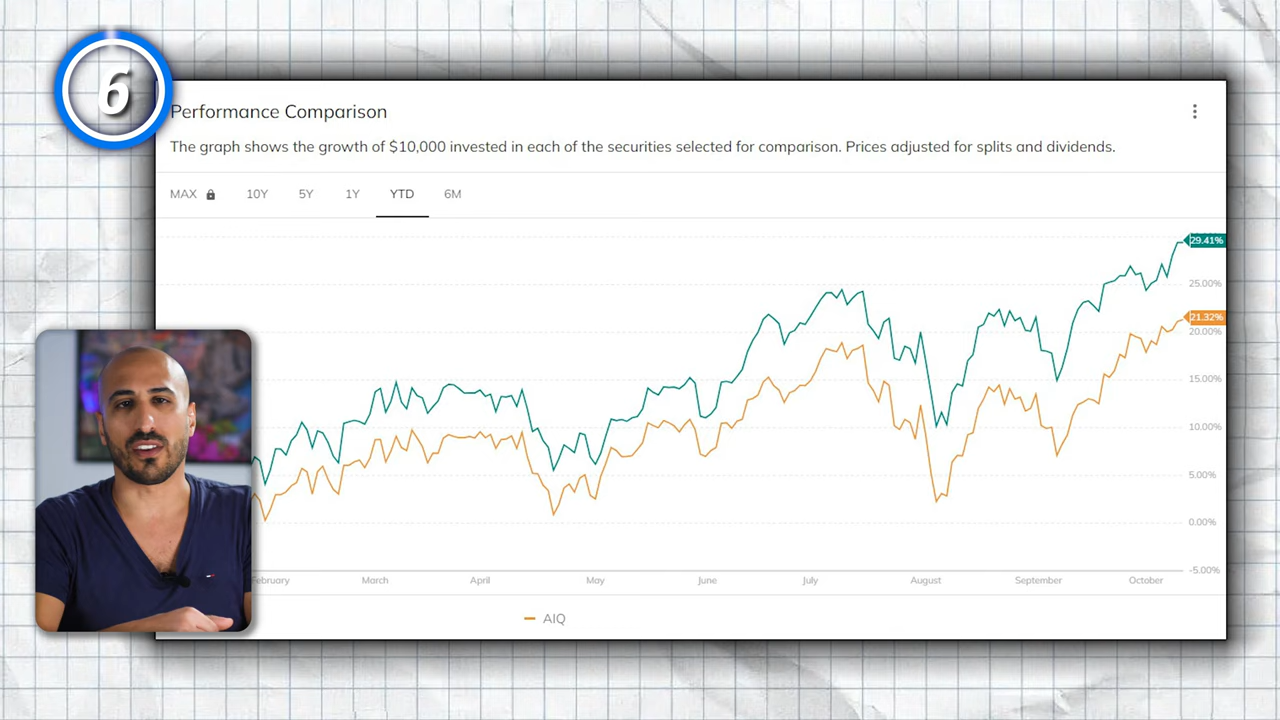 6
Performance Comparison
The graph shows the growth of $10,000 invested in each of the securities selected for comparison. Prices adjusted for splits and dividends.
MAX 10Y 5Y 1Y YTD 6M
29.41%
25.00%
21.32%
20.00%
15.00%
10.00%
5.00%
0.00%
-5.00%
February March April May June July August September October
AIQ